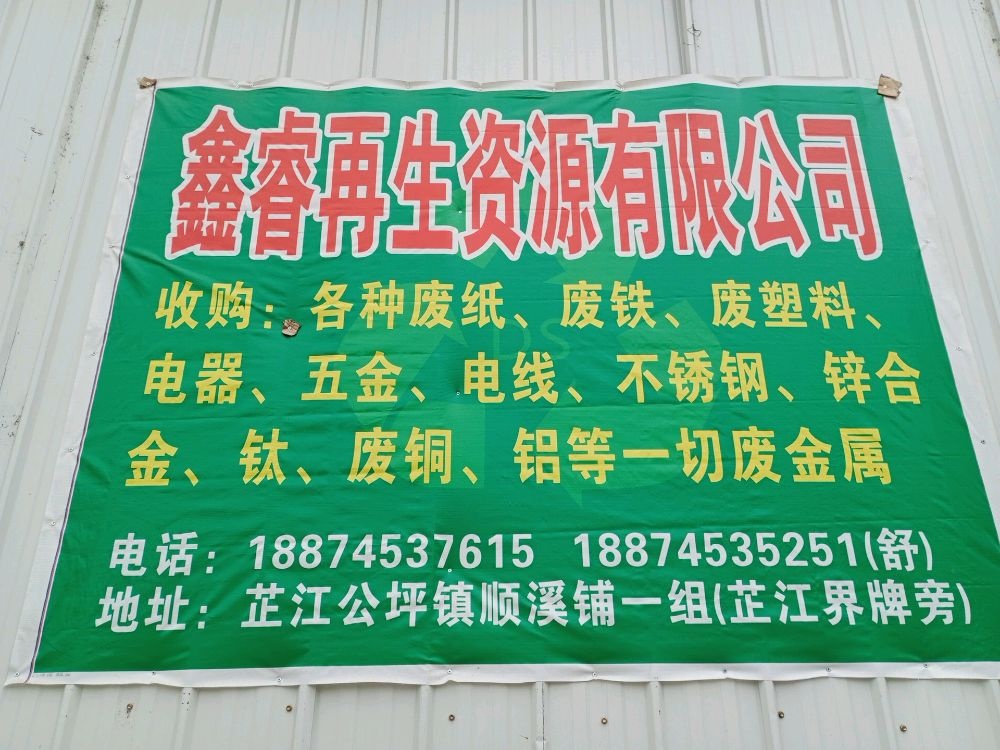 鑫睿再生资源有限公司
收购：各种废纸、废铁、废塑料、
电器、五金、电线、不锈钢、锌合
金、钛、废铜、铝等一切废金属
电话：18874537615 18874535251(舒)
地址：芷江公坪镇顺溪铺一组(芷江界牌旁)